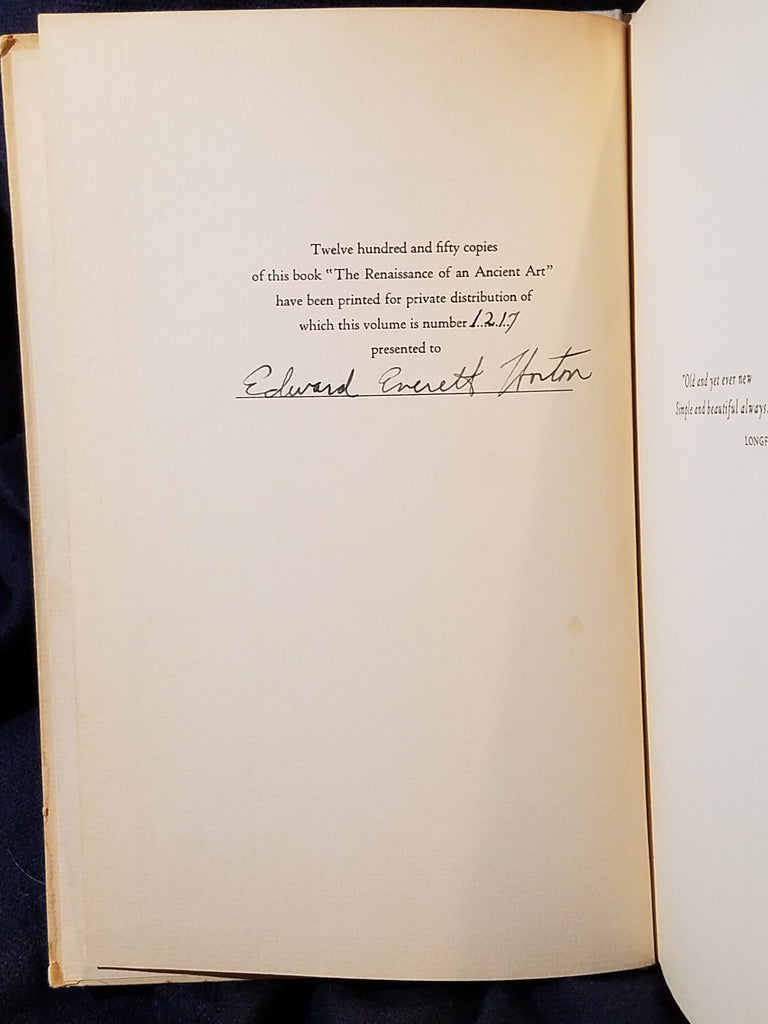 Twelve hundred and fifty copies
of this book "The Renaissance of an Ancient Art"
have been printed for private distribution of
which this volume is number 1217
presented to
Edward Everett Horton
"Old and yet ever new
Simple and beautiful always,
LONGF